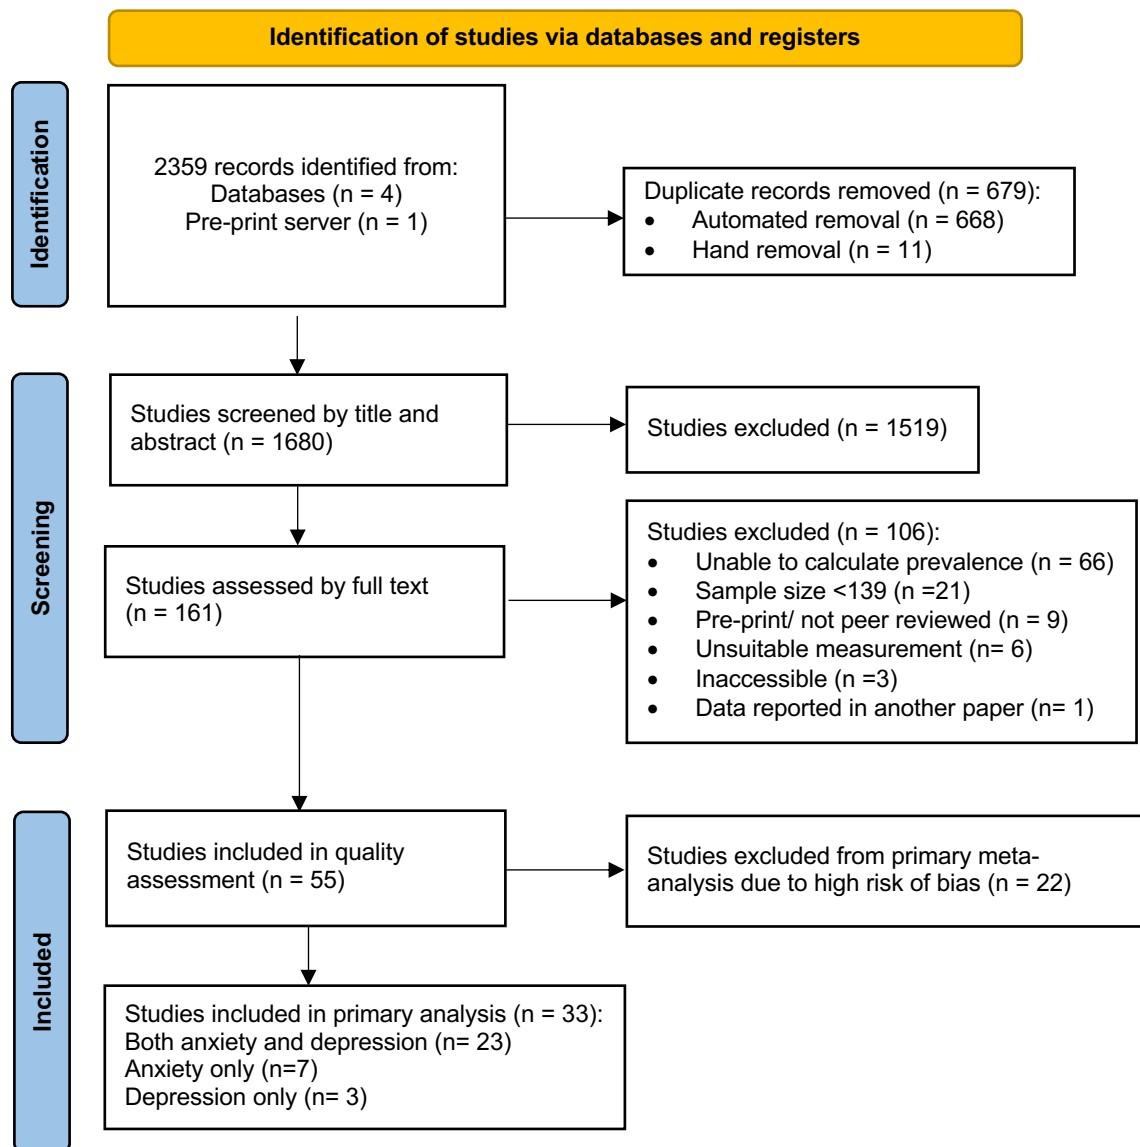 Identification of studies via databases and registers
Identification
2359 records identified from:
Databases (n = 4)
Pre-print server (n = 1)
Duplicate records removed (n = 679):
• Automated removal (n = 668)
• Hand removal (n = 11)
Screening
Studies screened by title and
abstract (n = 1680)
Studies excluded (n = 1519)
Studies assessed by full text
(n = 161)
Studies excluded (n = 106):
• Unable to calculate prevalence (n = 66)
• Sample size <139 (n =21)
• Pre-print/ not peer reviewed (n = 9)
• Unsuitable measurement (n= 6)
• Inaccessible (n =3)
• Data reported in another paper (n= 1)
Included
Studies included in quality
assessment (n = 55)
Studies excluded from primary meta-
analysis due to high risk of bias (n = 22)
Studies included in primary analysis (n = 33):
Both anxiety and depression (n= 23)
Anxiety only (n=7)
Depression only (n= 3)